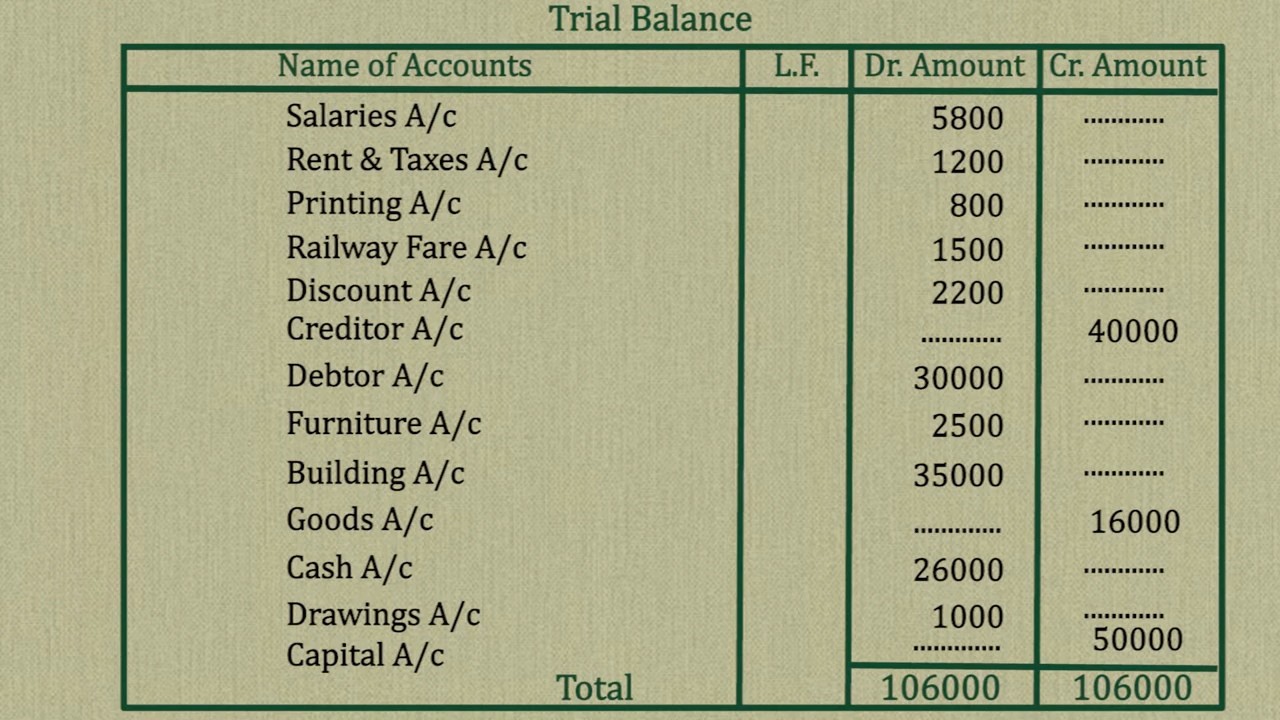 Trial Balance
Name of Accounts L.F. Dr. Amount Cr. Amount
Salaries A/c 5800 ............
Rent & Taxes A/c 1200 ............
Printing A/c 800 ............
Railway Fare A/c 1500 ............
Discount A/c 2200 ............
Creditor A/c ............ 40000
Debtor A/c 30000 ............
Furniture A/c 2500 ............
Building A/c 35000 ............
Goods A/c ............. 16000
Cash A/c 26000 ............
Drawings A/c 1000 ............
Capital A/c ............. 50000
Total 106000 106000